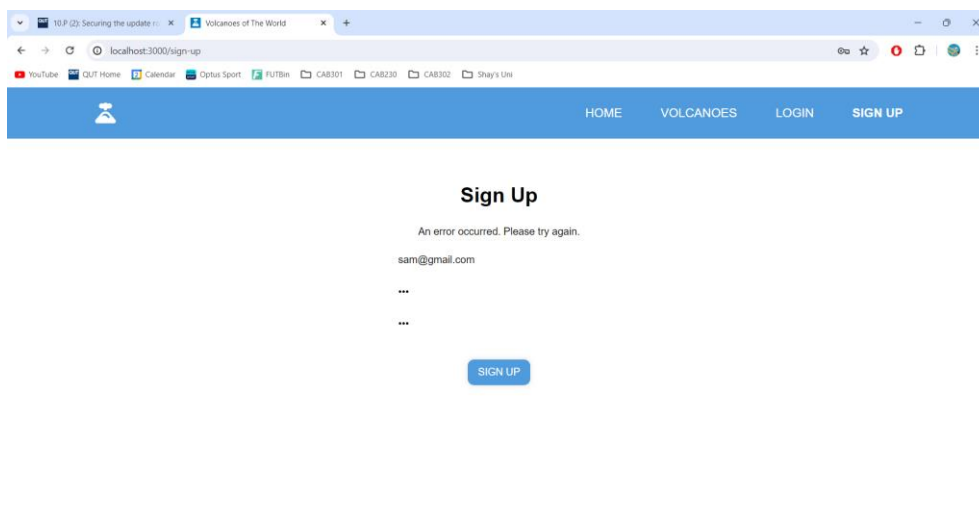 10.P (2): Securing the update ro
Volcanoes of The World
localhost:3000/sign-up
YouTube QUT Home Calendar Optus Sport FUTBin CAB301 CAB230 CAB302 Shay's Uni
HOME VOLCANOES LOGIN SIGN UP
Sign Up
An error occurred. Please try again.
sam@gmail.com
SIGN UP